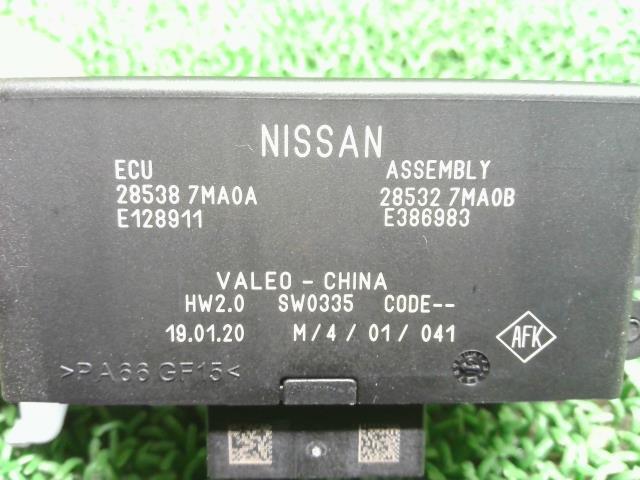 NISSAN
ECU ASSEMBLY
28538 7MA0A 28532 7MA0B
E128911 E386983
VALEO - CHINA
HW2.0 SW0335 CODE--
19.01.20 M/4/01/041
AFK
>PA66 GF15<